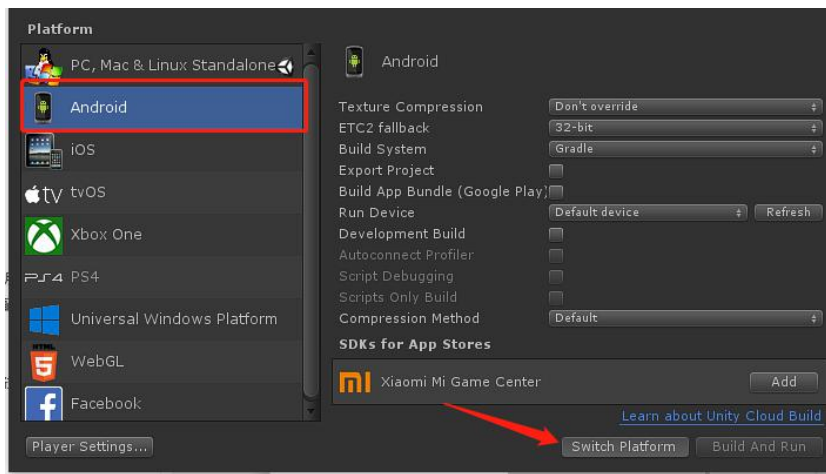 Platform
PC, Mac & Linux Standalone
Android
iOS
tvOS
Xbox One
PS4
Universal Windows Platform
WebGL
Facebook
Player Settings...
Android
Texture Compression Don't override
ETC2 fallback 32-bit
Build System Gradle
Export Project
Build App Bundle (Google Play)
Run Device Default device Refresh
Development Build
Autoconnect Profiler
Script Debugging
Scripts Only Build
Compression Method Default
SDKs for App Stores
Xiaomi Mi Game Center Add
Learn about Unity Cloud Build
Switch Platform Build And Run